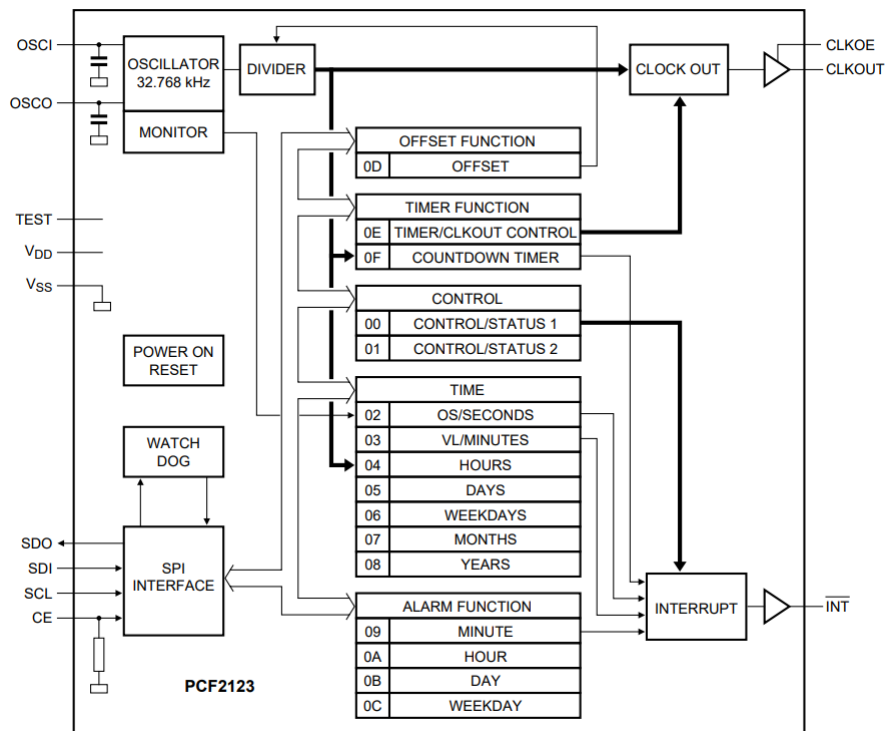 OSCI
OSCO
OSCILLATOR
32.768 kHz
MONITOR
DIVIDER
CLOCK OUT
CLKOE
CLKOUT
OFFSET FUNCTION
0D OFFSET
TEST
VDD
VSS
TIMER FUNCTION
0E TIMER/CLKOUT CONTROL
0F COUNTDOWN TIMER
CONTROL
00 CONTROL/STATUS 1
01 CONTROL/STATUS 2
POWER ON
RESET
TIME
02 OS/SECONDS
03 VL/MINUTES
04 HOURS
05 DAYS
06 WEEKDAYS
07 MONTHS
08 YEARS
WATCH
DOG
SDO
SDI
SCL
CE
SPI
INTERFACE
ALARM FUNCTION
09 MINUTE
0A HOUR
0B DAY
0C WEEKDAY
INTERRUPT
INT
PCF2123